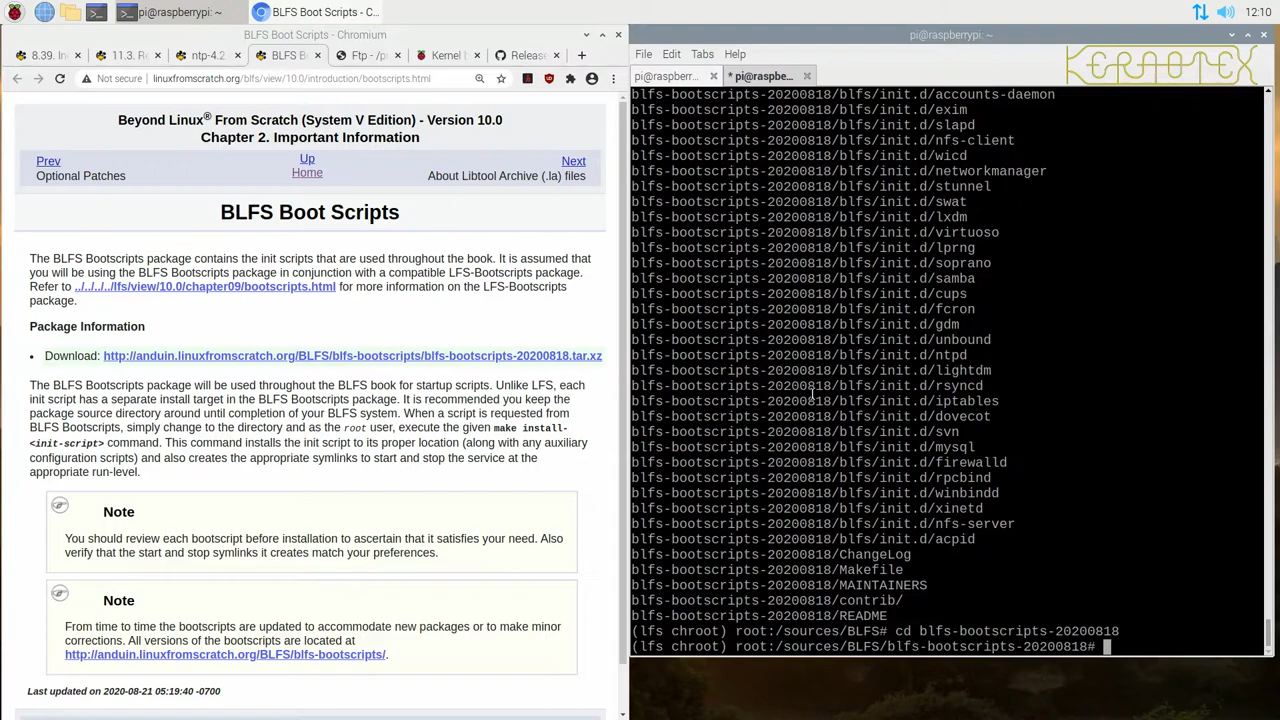 pi@raspberrypi: ~
BLFS Boot Scripts - C...
12:10
BLFS Boot Scripts - Chromium
8.39. In
11.3. R
ntp-4.2
BLFS B
Ftp - /p
Kernel b
Release
Not secure | linuxfromscratch.org/blfs/view/10.0/introduction/bootscripts.html
Beyond Linux® From Scratch (System V Edition) - Version 10.0
Chapter 2. Important Information
Prev
Up
Next
Optional Patches
Home
About Libtool Archive (.la) files
BLFS Boot Scripts
The BLFS Bootscripts package contains the init scripts that are used throughout the book. It is assumed that
you will be using the BLFS Bootscripts package in conjunction with a compatible LFS-Bootscripts package.
Refer to ../../../../lfs/view/10.0/chapter09/bootscripts.html for more information on the LFS-Bootscripts
package.
Package Information
• Download: http://anduin.linuxfromscratch.org/BLFS/blfs-bootscripts/blfs-bootscripts-20200818.tar.xz
The BLFS Bootscripts package will be used throughout the BLFS book for startup scripts. Unlike LFS, each
init script has a separate install target in the BLFS Bootscripts package. It is recommended you keep the
package source directory around until completion of your BLFS system. When a script is requested from
BLFS Bootscripts, simply change to the directory and as the root user, execute the given make install-
<init-script> command. This command installs the init script to its proper location (along with any auxiliary
configuration scripts) and also creates the appropriate symlinks to start and stop the service at the
appropriate run-level.
Note
You should review each bootscript before installation to ascertain that it satisfies your need. Also
verify that the start and stop symlinks it creates match your preferences.
Note
From time to time the bootscripts are updated to accommodate new packages or to make minor
corrections. All versions of the bootscripts are located at
http://anduin.linuxfromscratch.org/BLFS/blfs-bootscripts/.
Last updated on 2020-08-21 05:19:40 -0700
pi@raspberrypi: ~
File Edit Tabs Help
KERNOTEX
pi@raspberr...
* pi@raspbe...
blfs-bootscripts-20200818/blfs/init.d/accounts-daemon
blfs-bootscripts-20200818/blfs/init.d/exim
blfs-bootscripts-20200818/blfs/init.d/slapd
blfs-bootscripts-20200818/blfs/init.d/nfs-client
blfs-bootscripts-20200818/blfs/init.d/wicd
blfs-bootscripts-20200818/blfs/init.d/networkmanager
blfs-bootscripts-20200818/blfs/init.d/stunnel
blfs-bootscripts-20200818/blfs/init.d/swat
blfs-bootscripts-20200818/blfs/init.d/lxdm
blfs-bootscripts-20200818/blfs/init.d/virtuoso
blfs-bootscripts-20200818/blfs/init.d/lprng
blfs-bootscripts-20200818/blfs/init.d/soprano
blfs-bootscripts-20200818/blfs/init.d/samba
blfs-bootscripts-20200818/blfs/init.d/cups
blfs-bootscripts-20200818/blfs/init.d/fcron
blfs-bootscripts-20200818/blfs/init.d/gdm
blfs-bootscripts-20200818/blfs/init.d/unbound
blfs-bootscripts-20200818/blfs/init.d/ntpd
blfs-bootscripts-20200818/blfs/init.d/lightdm
blfs-bootscripts-20200818/blfs/init.d/rsyncd
blfs-bootscripts-20200818/blfs/init.d/iptables
blfs-bootscripts-20200818/blfs/init.d/dovecot
blfs-bootscripts-20200818/blfs/init.d/svn
blfs-bootscripts-20200818/blfs/init.d/mysql
blfs-bootscripts-20200818/blfs/init.d/firewalld
blfs-bootscripts-20200818/blfs/init.d/rpcbind
blfs-bootscripts-20200818/blfs/init.d/winbindd
blfs-bootscripts-20200818/blfs/init.d/xinetd
blfs-bootscripts-20200818/blfs/init.d/nfs-server
blfs-bootscripts-20200818/blfs/init.d/acpid
blfs-bootscripts-20200818/ChangeLog
blfs-bootscripts-20200818/Makefile
blfs-bootscripts-20200818/MAINTAINERS
blfs-bootscripts-20200818/contrib/
blfs-bootscripts-20200818/README
(lfs chroot) root:/sources/BLFS# cd blfs-bootscripts-20200818
(lfs chroot) root:/sources/BLFS/blfs-bootscripts-20200818#